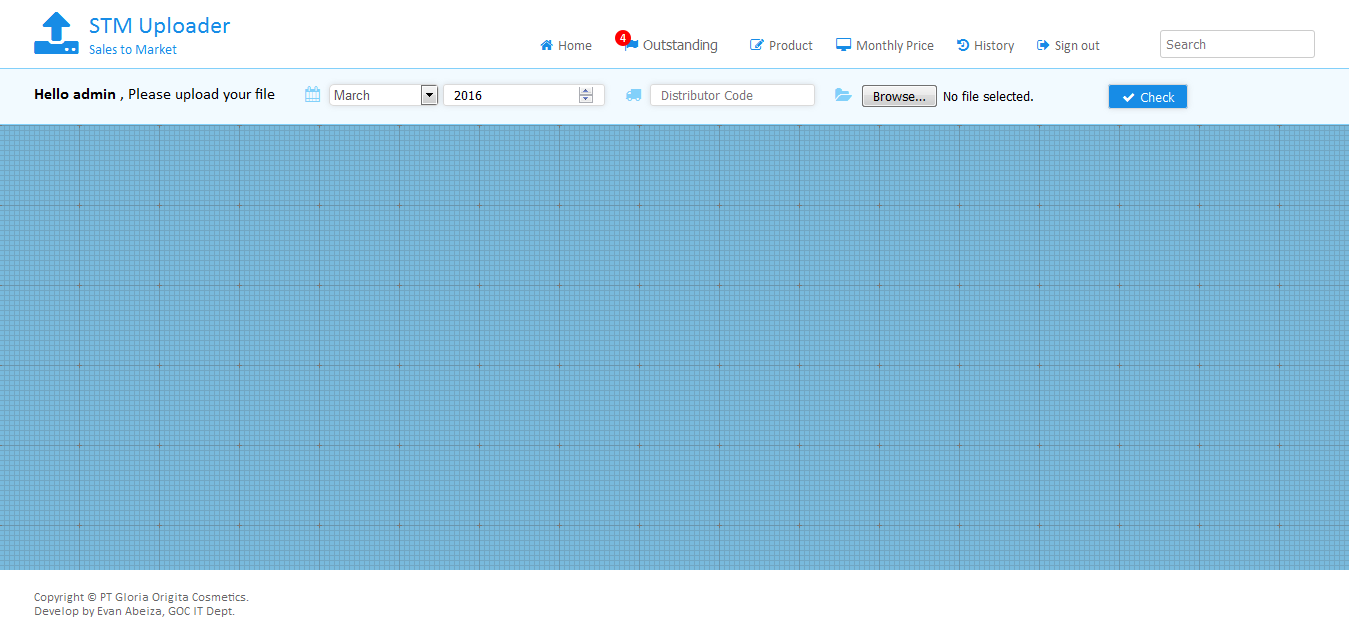 STM Uploader
Sales to Market
4
Home
Outstanding
Product
Monthly Price
History
Sign out
Search
Hello admin , Please upload your file
March
2016
Distributor Code
Browse...
No file selected.
Check
Copyright © PT Gloria Origita Cosmetics.
Develop by Evan Abeiza, GOC IT Dept.